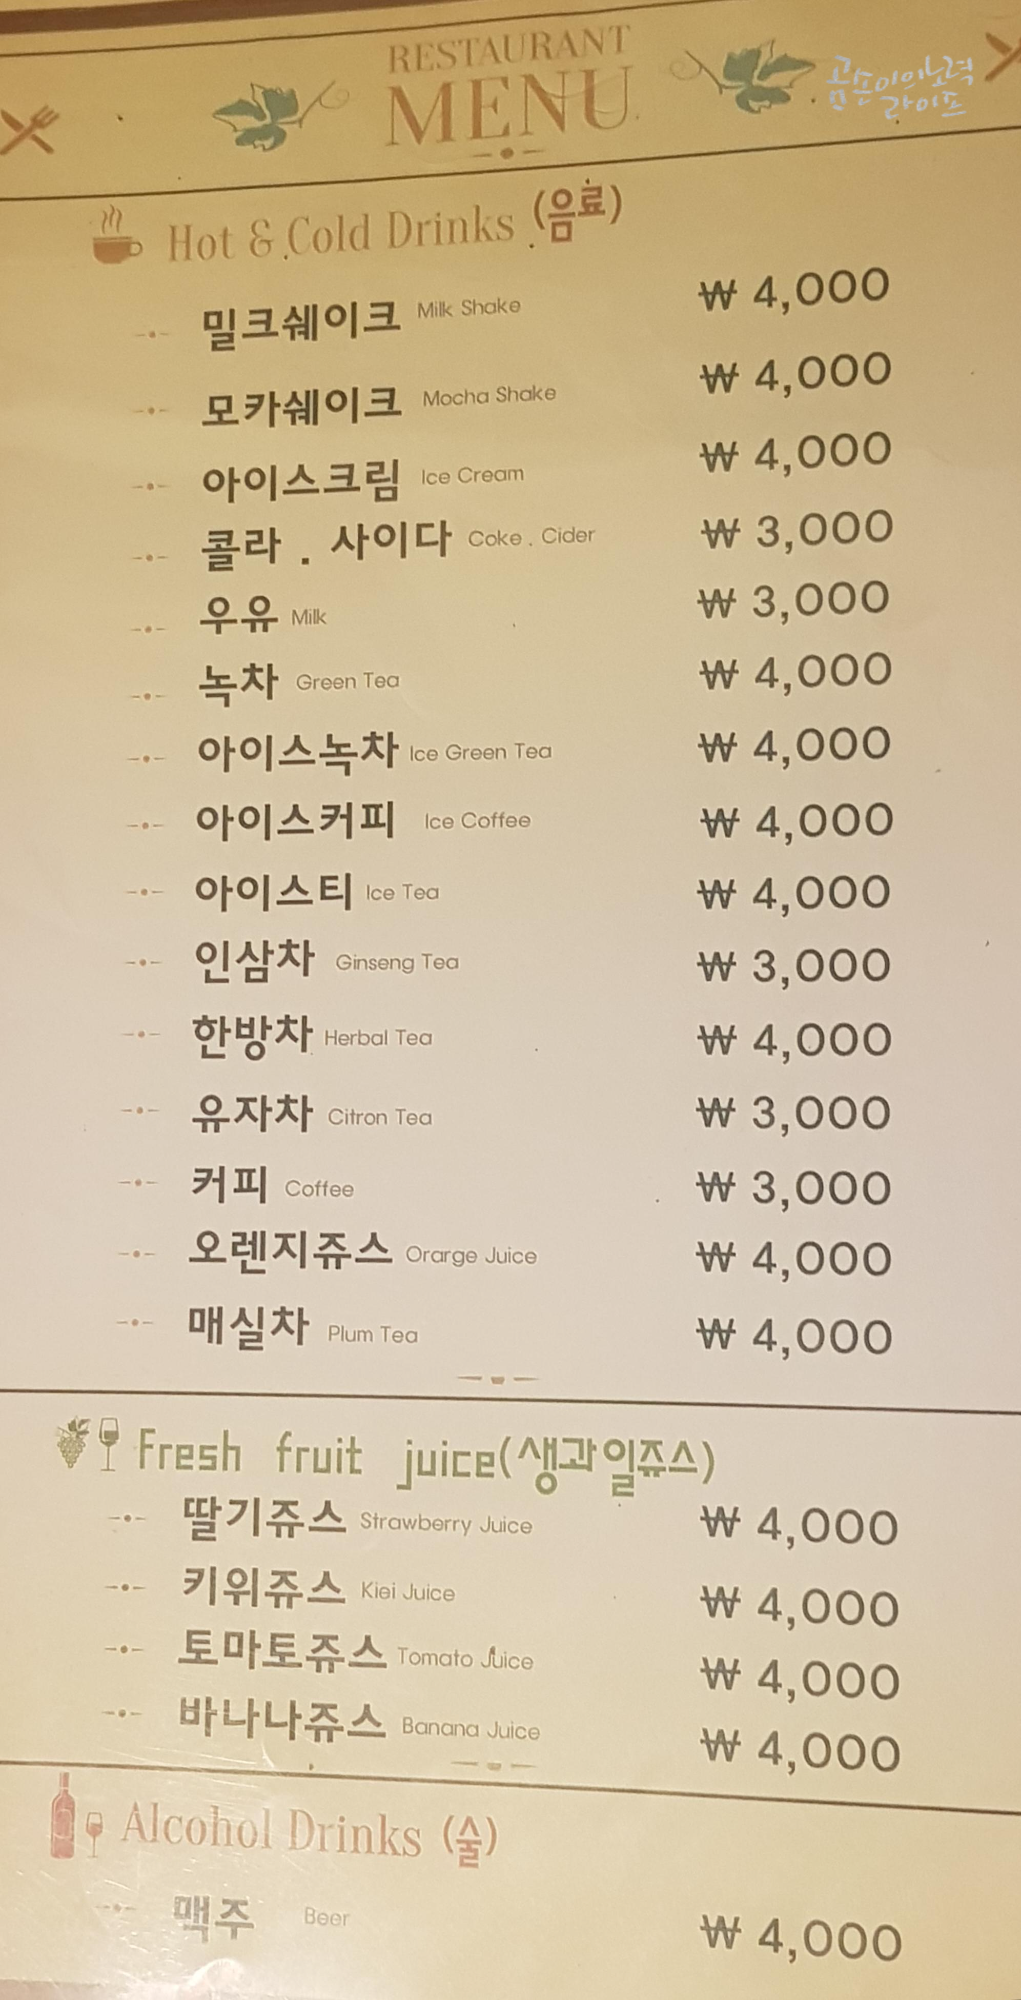 RESTAURANT
MENU
곰손이의노력
라이프
Hot & Cold Drinks (음료)
밀크쉐이크 Milk Shake ₩ 4,000
모카쉐이크 Mocha Shake ₩ 4,000
아이스크림 Ice Cream ₩ 4,000
콜라 . 사이다 Coke . Cider ₩ 3,000
우유 Milk ₩ 3,000
녹차 Green Tea ₩ 4,000
아이스녹차 Ice Green Tea ₩ 4,000
아이스커피 Ice Coffee ₩ 4,000
아이스티 Ice Tea ₩ 4,000
인삼차 Ginseng Tea ₩ 3,000
한방차 Herbal Tea ₩ 4,000
유자차 Citron Tea ₩ 3,000
커피 Coffee ₩ 3,000
오렌지쥬스 Orarge Juice ₩ 4,000
매실차 Plum Tea ₩ 4,000
Fresh fruit juice(생과일쥬스)
딸기쥬스 Strawberry Juice ₩ 4,000
키위쥬스 Kiei Juice ₩ 4,000
토마토쥬스 Tomato Juice ₩ 4,000
바나나쥬스 Banana Juice ₩ 4,000
Alcohol Drinks (술)
맥주 Beer ₩ 4,000